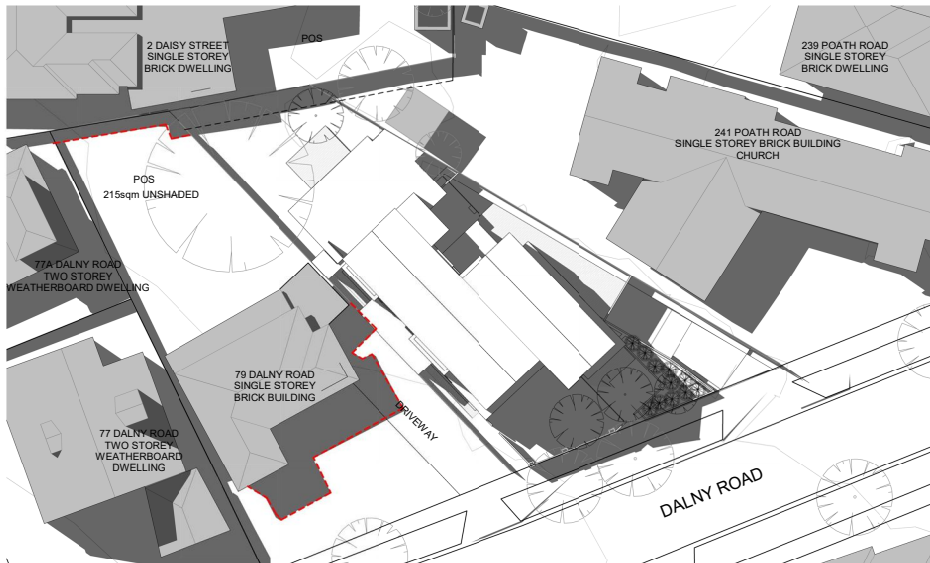 2 DAISY STREET
SINGLE STOREY
BRICK DWELLING
POS
239 POATH ROAD
SINGLE STOREY
BRICK DWELLING
241 POATH ROAD
SINGLE STOREY BRICK BUILDING
CHURCH
POS
215sqm UNSHADED
77A DALNY ROAD
TWO STOREY
WEATHERBOARD DWELLING
79 DALNY ROAD
SINGLE STOREY
BRICK BUILDING
DRIVEWAY
77 DALNY ROAD
TWO STOREY
WEATHERBOARD
DWELLING
DALNY ROAD